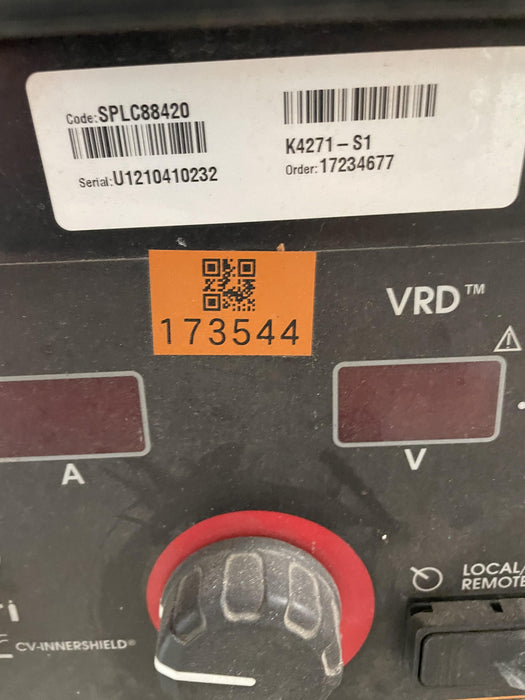 Code:SPLC88420
Serial:U1210410232
K4271-S1
Order:17234677
173544
VRD™
A
V
LOCAL/
REMOTE
CV-INNERSHIELD®